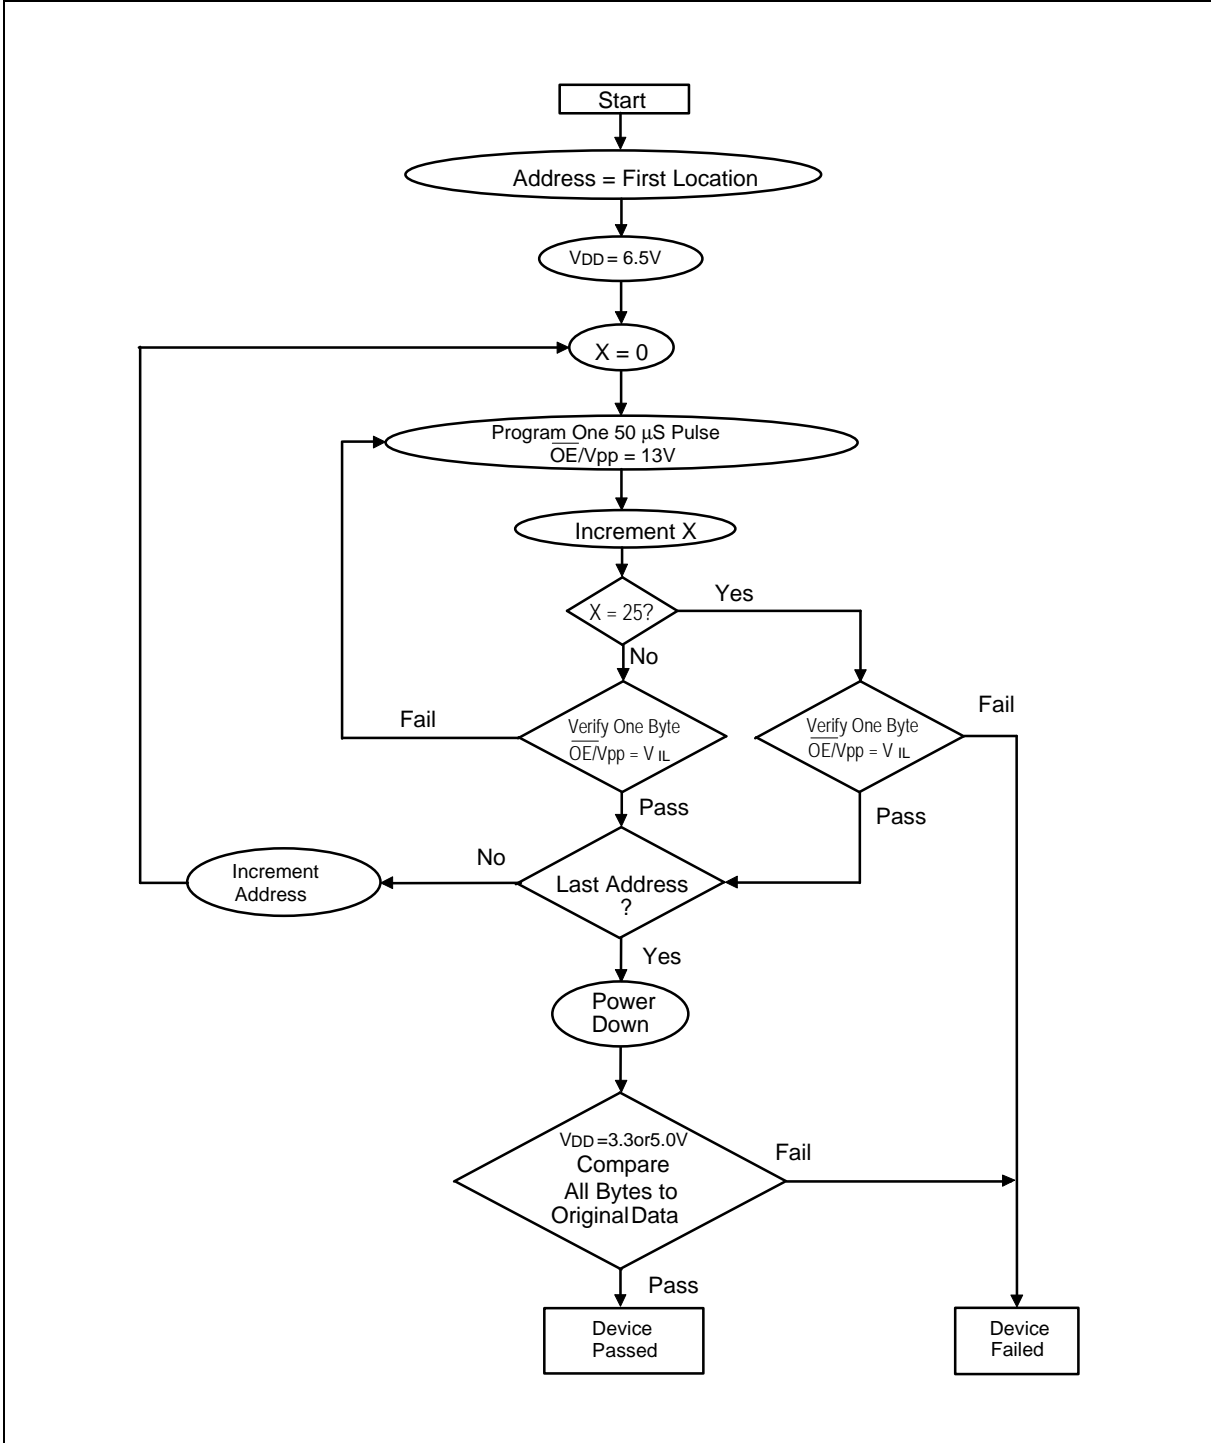 Start
Address = First Location
VDD = 6.5V
X = 0
Program One 50 µS Pulse
O̅E̅/Vpp = 13V
Increment X
X = 25?
Yes
No
Fail
Verify One Byte
O̅E̅/Vpp = V IL
Verify One Byte
O̅E̅/Vpp = V IL
Fail
Pass
Pass
Increment
Address
No
Last Address
?
Yes
Power
Down
VDD =3.3or5.0V
Compare
All Bytes to
Original Data
Fail
Pass
Device
Passed
Device
Failed